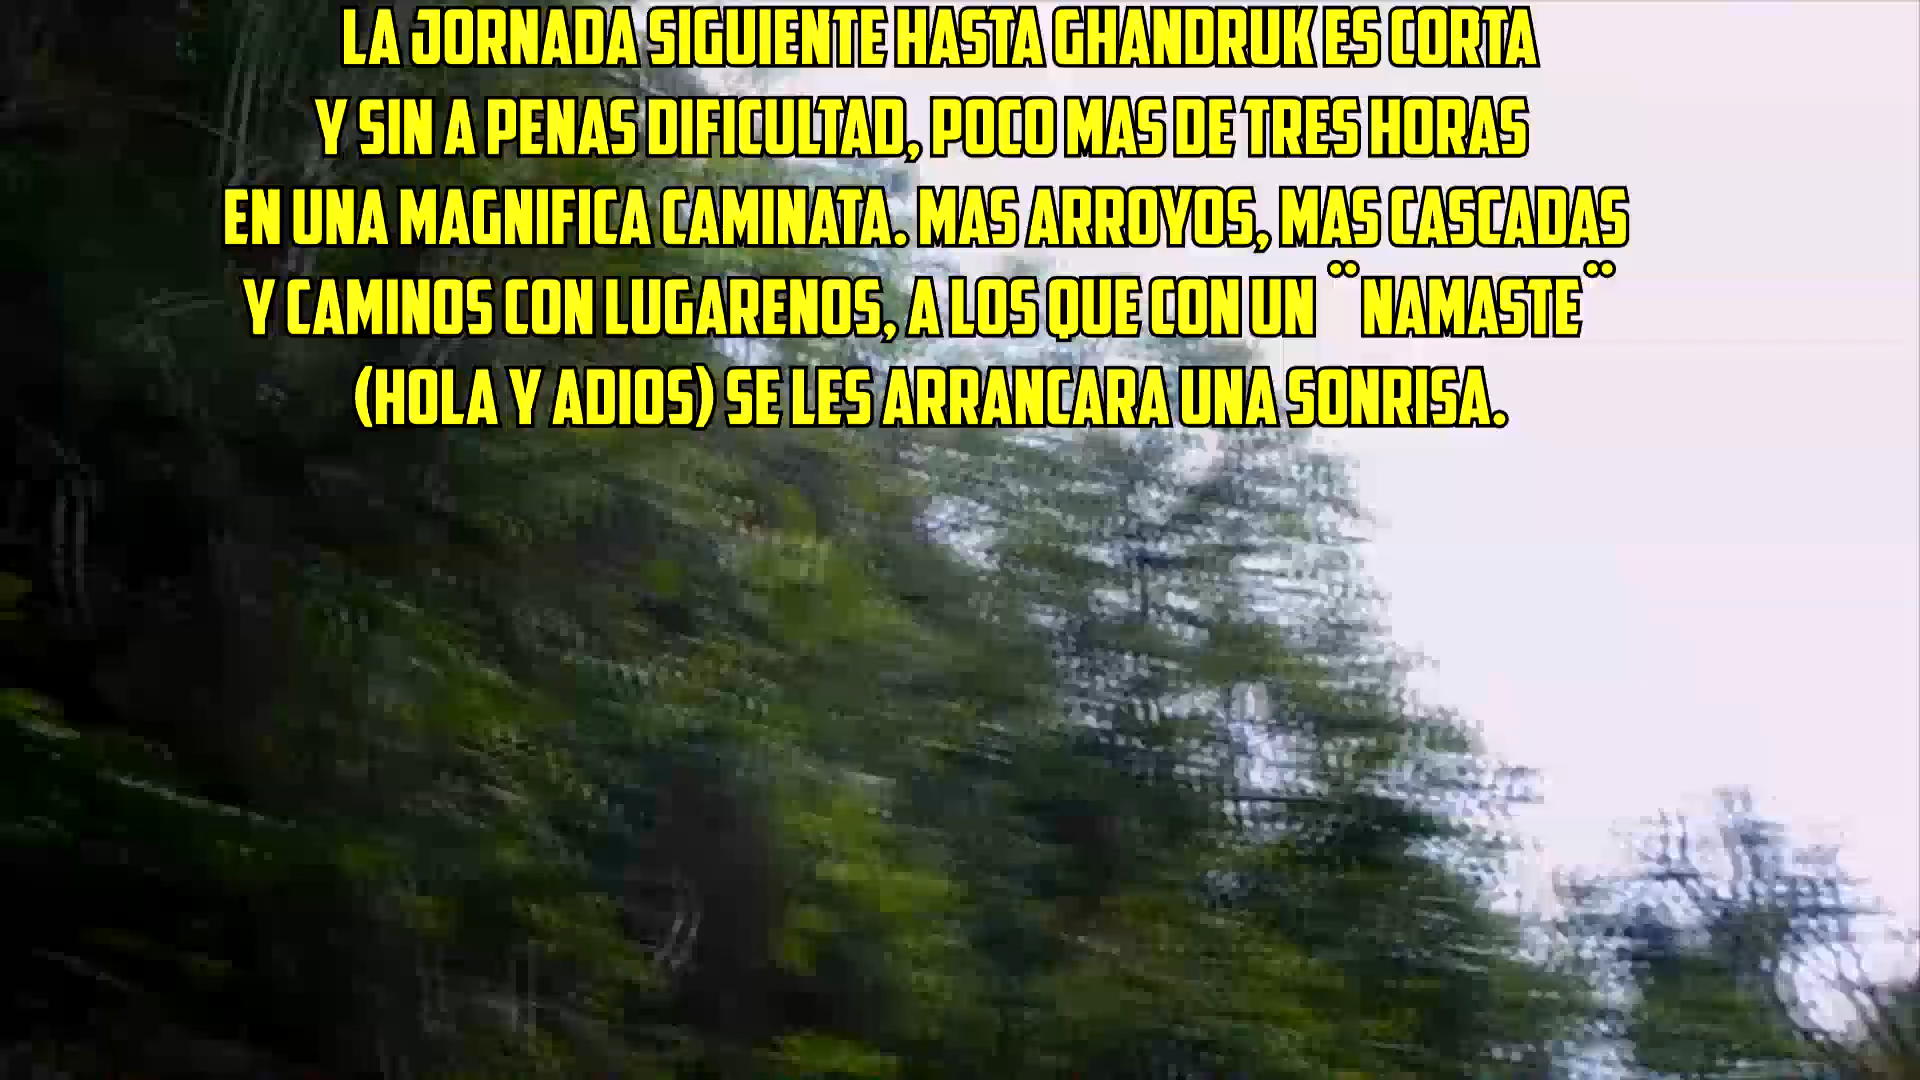 LA JORNADA SIGUIENTE HASTA GHANDRUK ES CORTA
Y SIN A PENAS DIFICULTAD, POCO MAS DE TRES HORAS
EN UNA MAGNIFICA CAMINATA. MAS ARROYOS, MAS CASCADAS
Y CAMINOS CON LUGARENOS, A LOS QUE CON UN ¨NAMASTE¨
(HOLA Y ADIOS) SE LES ARRANCARA UNA SONRISA.